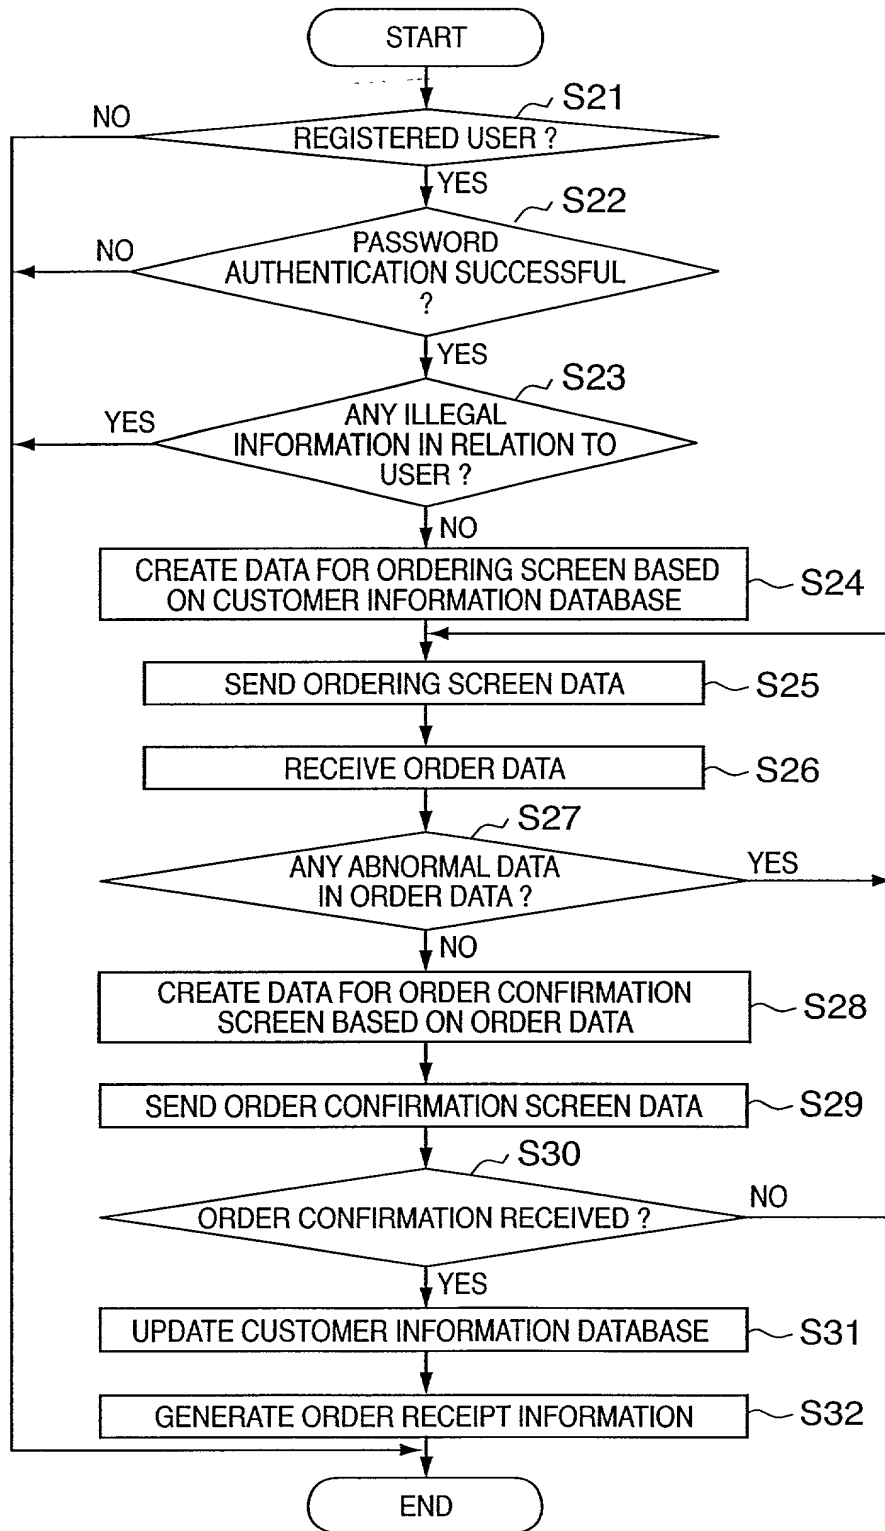 START
S21
NO
REGISTERED USER ?
YES
S22
PASSWORD
NO
AUTHENTICATION SUCCESSFUL
?
YES
S23
ANY ILLEGAL
YES
INFORMATION IN RELATION TO
USER ?
NO
CREATE DATA FOR ORDERING SCREEN BASED
ON CUSTOMER INFORMATION DATABASE
S24
SEND ORDERING SCREEN DATA
S25
RECEIVE ORDER DATA
S26
S27
ANY ABNORMAL DATA
YES
IN ORDER DATA ?
NO
CREATE DATA FOR ORDER CONFIRMATION
SCREEN BASED ON ORDER DATA
S28
SEND ORDER CONFIRMATION SCREEN DATA
S29
S30
NO
ORDER CONFIRMATION RECEIVED ?
YES
UPDATE CUSTOMER INFORMATION DATABASE
S31
GENERATE ORDER RECEIPT INFORMATION
S32
END